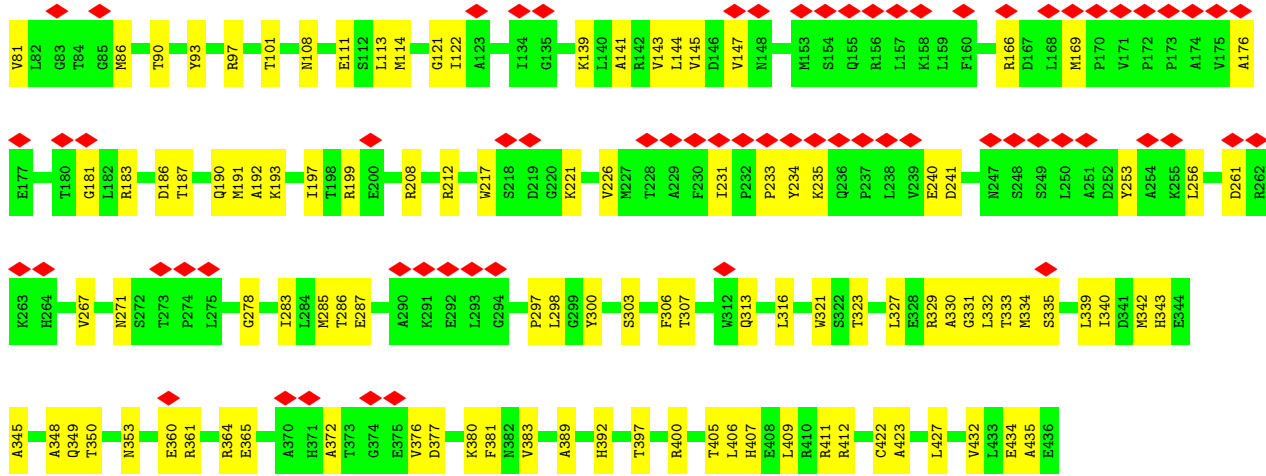 V81 L82 G83 T84 G85 M86 T90 Y93 R97 T101 N108 E111 S112 L113 M114 G121 I122 A123 I134 G135 K139 L140 A141 R142 V143 L144 V145 D146 V147 N148 M153 S154 Q155 R156 L157 K158 L159 F160 R166 D167 L168 M169 P170 V171 P172 P173 A174 V175 A176
E177 T180 G181 L182 R183 D186 T187 Q190 M191 A192 K193 I197 T198 R199 E200 R208 R212 W217 S218 D219 G220 K221 V226 M227 T228 A229 F230 I231 P232 P233 Y234 K235 Q236 P237 L238 V239 E240 D241 N247 S248 S249 L250 A251 D252 Y253 A254 K255 L256 D261 R262
K263 H264 V267 N271 S272 T273 P274 L275 G278 I283 L284 M285 T286 E287 A290 K291 E292 L293 G294 P297 L298 G299 Y300 S303 F306 T307 W312 Q313 L316 W321 S322 T323 L327 E328 R329 A330 G331 L332 T333 M334 S335 L339 I340 D341 M342 H343 E344
A345 A348 Q349 T350 N353 E360 R361 R364 E365 A370 H371 A372 T373 G374 E375 V376 D377 K380 F381 N382 V383 A389 H392 T397 R400 T405 L406 H407 E408 L409 R410 R411 R412 C422 A423 L427 V432 L433 E434 A435 E436